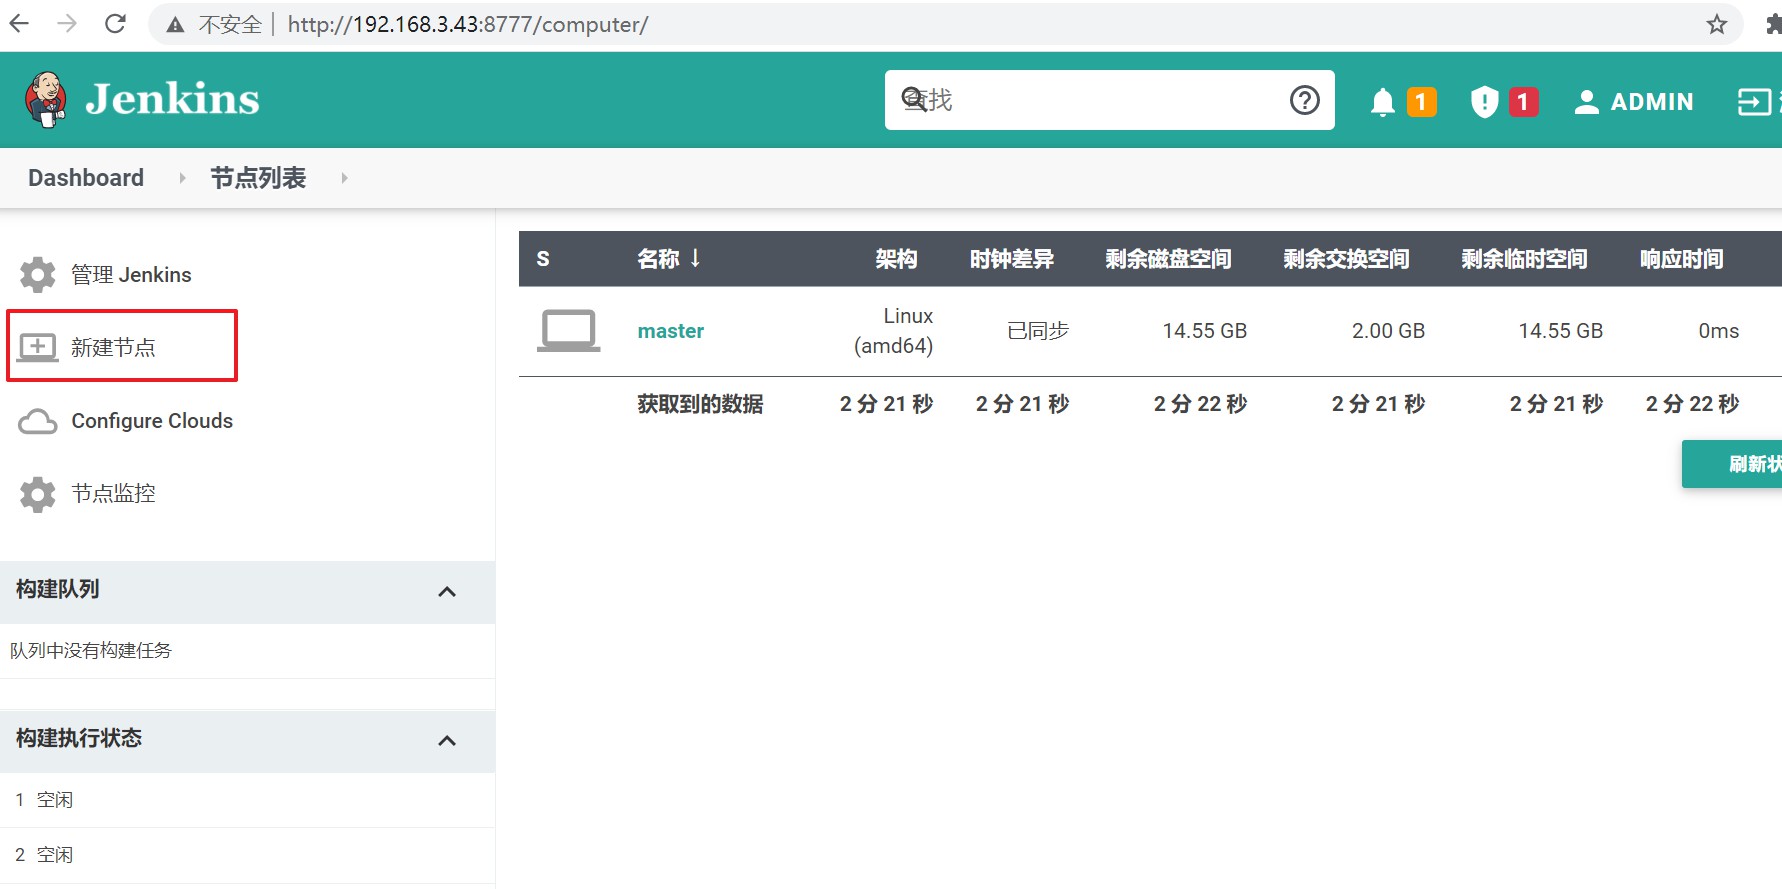 不安全 http://192.168.3.43:8777/computer/
Jenkins
查找
1
1
ADMIN
Dashboard
节点列表
管理 Jenkins
新建节点
Configure Clouds
节点监控
构建队列
队列中没有构建任务
构建执行状态
1 空闲
2 空闲
S 名称 ↓ 架构 时钟差异 剩余磁盘空间 剩余交换空间 剩余临时空间 响应时间
master Linux (amd64) 已同步 14.55 GB 2.00 GB 14.55 GB 0ms
获取到的数据 2 分 21 秒 2 分 21 秒 2 分 22 秒 2 分 21 秒 2 分 21 秒 2 分 22 秒
刷新状